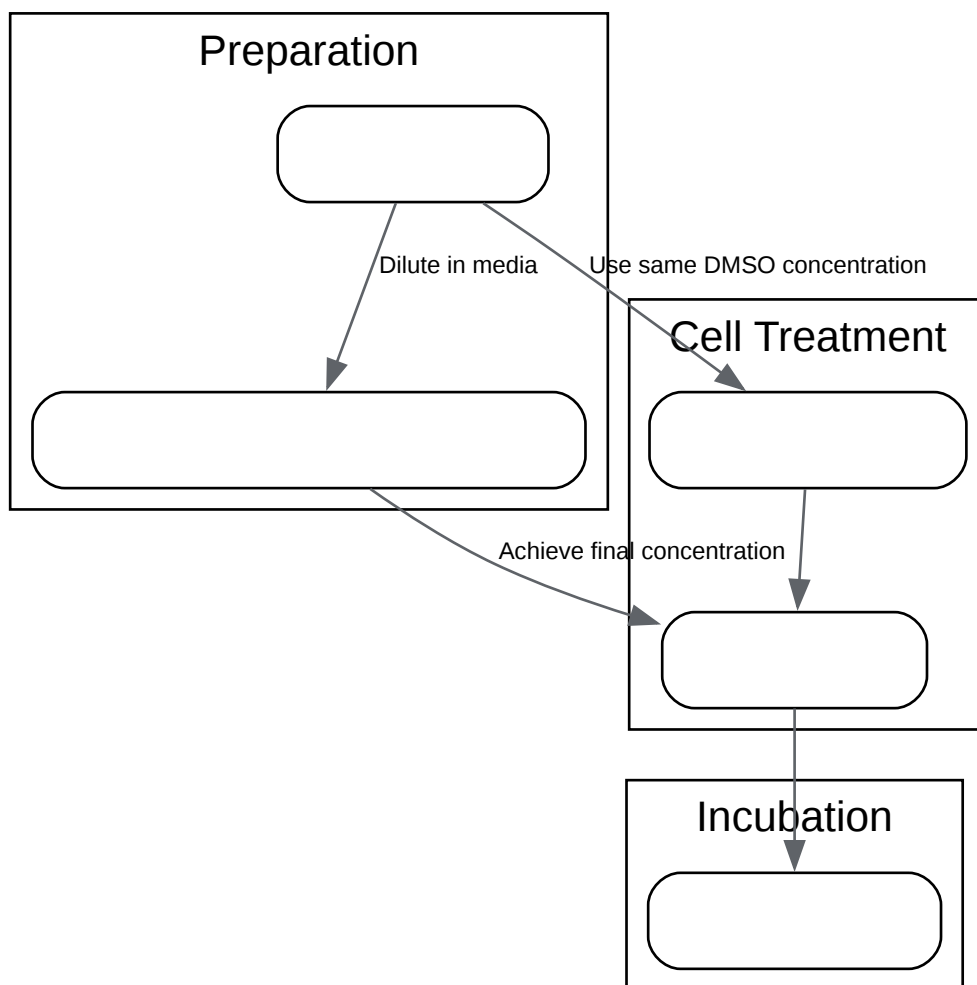 Preparation
Dilute in media
Use same DMSO concentration
Cell Treatment
Achieve final concentration
Incubation